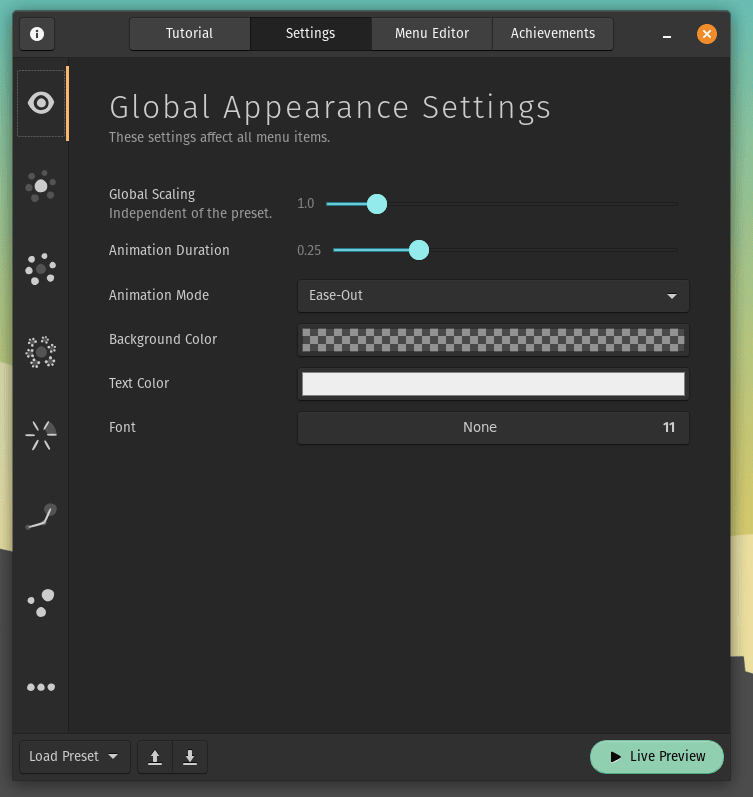 Tutorial
Settings
Menu Editor
Achievements
Global Appearance Settings
These settings affect all menu items.
Global Scaling
Independent of the preset.
1.0
Animation Duration
0.25
Animation Mode
Ease-Out
Background Color
Text Color
Font
None
11
Load Preset
Live Preview